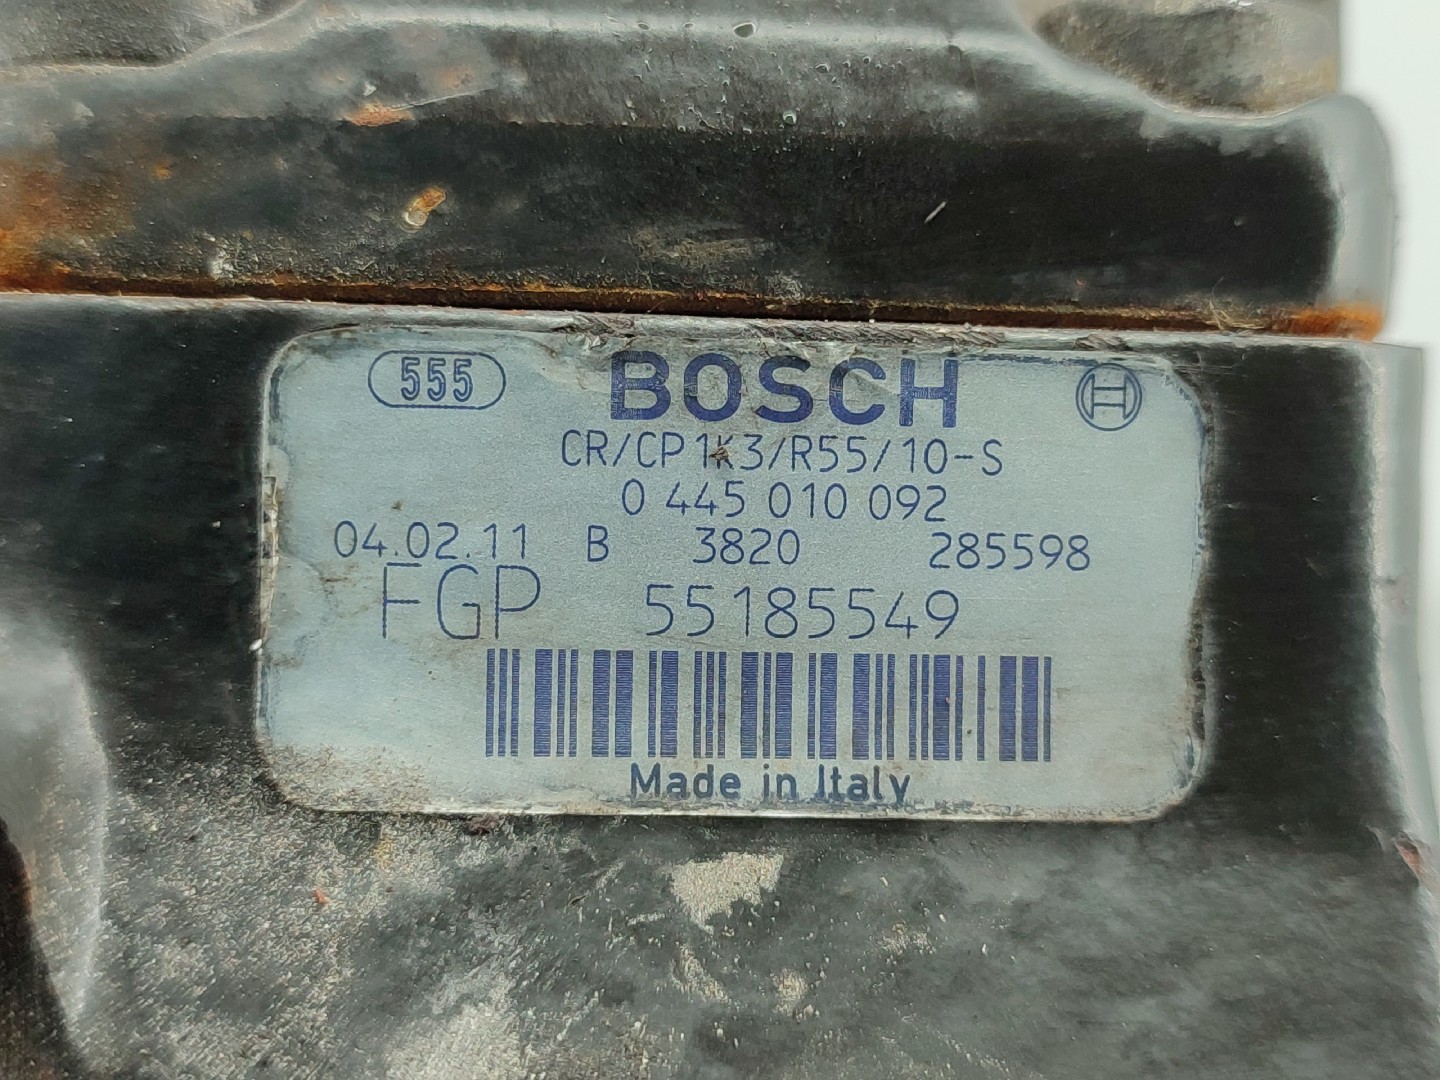 555 BOSCH
CR/CP1K3/R55/10-S
0 445 010 092
04.02.11 B 3820 285598
FGP 55185549
Made in Italy